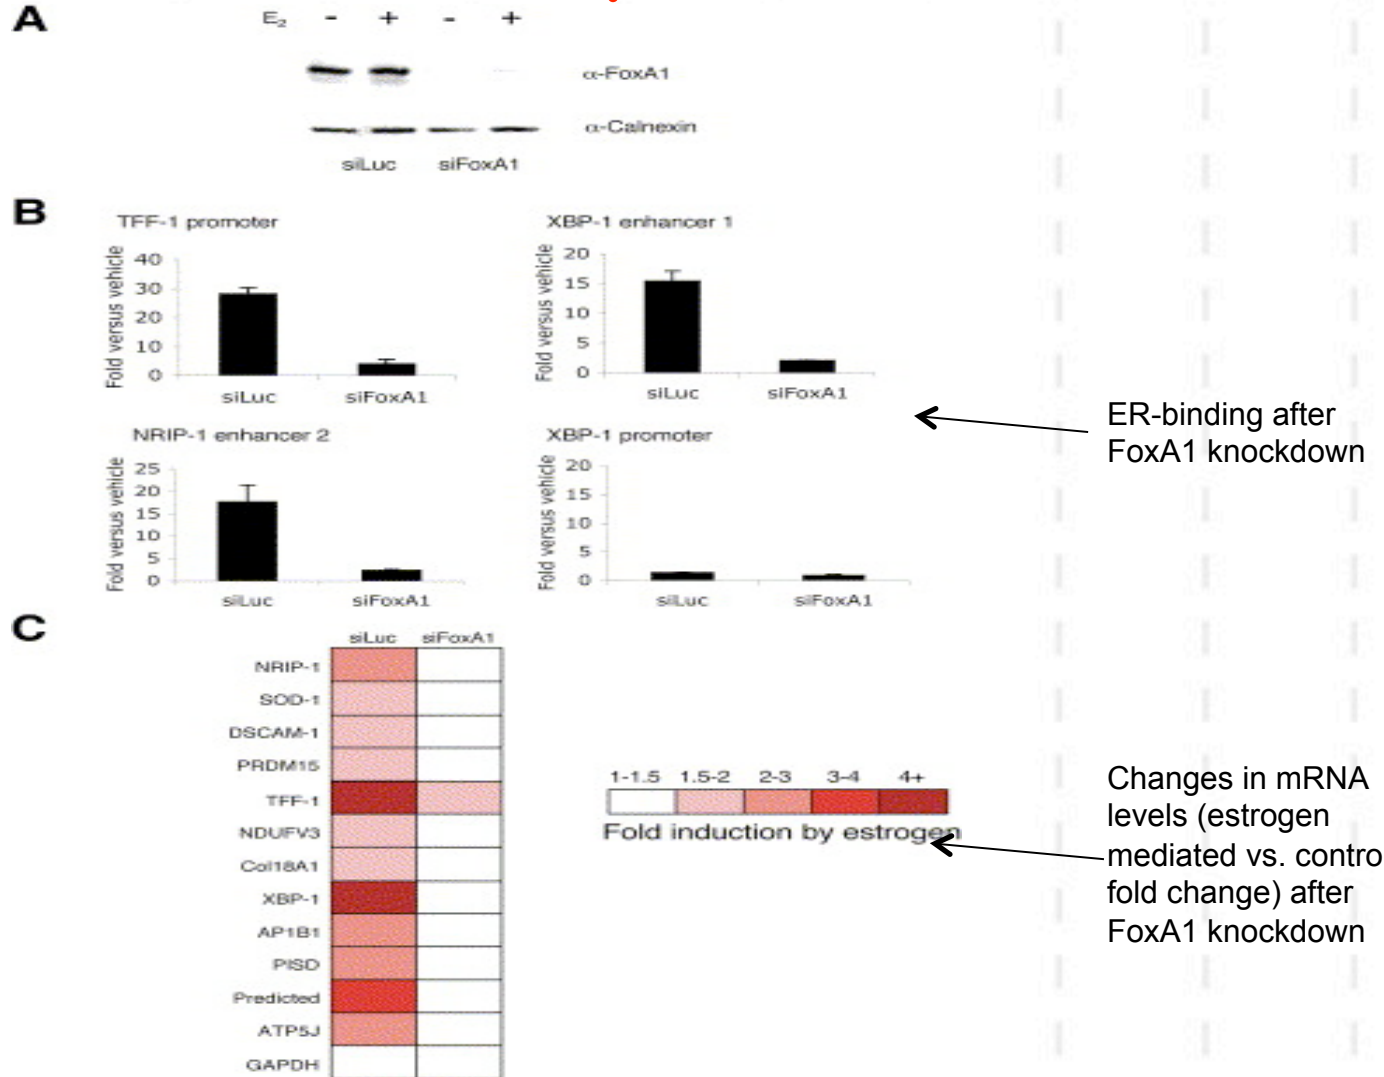 A
E₂ - + - +
α-FoxA1
α-Calnexin
siLuc siFoxA1
B
TFF-1 promoter
Fold versus vehicle
40
30
20
10
0
siLuc siFoxA1
XBP-1 enhancer 1
Fold versus vehicle
20
15
10
5
0
siLuc siFoxA1
ER-binding after
FoxA1 knockdown
NRIP-1 enhancer 2
Fold versus vehicle
25
20
15
10
5
0
siLuc siFoxA1
XBP-1 promoter
Fold versus vehicle
20
15
10
5
0
siLuc siFoxA1
C
siLuc siFoxA1
NRIP-1
SOD-1
DSCAM-1
PRDM15
TFF-1
NDUFV3
Col18A1
XBP-1
AP1B1
PISD
Predicted
ATP5J
GAPDH
1-1.5 1.5-2 2-3 3-4 4+
Fold induction by estrogen
Changes in mRNA
levels (estrogen
mediated vs. contro
fold change) after
FoxA1 knockdown